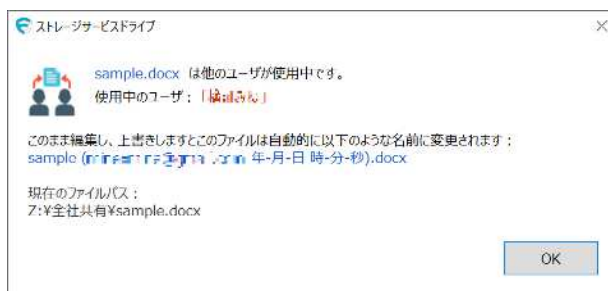 ストレージサービスドライブ
sample.docx は他のユーザが使用中です。
使用中のユーザ：「
このまま編集し、上書きしますとこのファイルは自動的に以下のような名前に変更されます：
sample ( 年-月-日 時-分-秒).docx
現在のファイルパス：
Z:¥全社共有¥sample.docx
OK